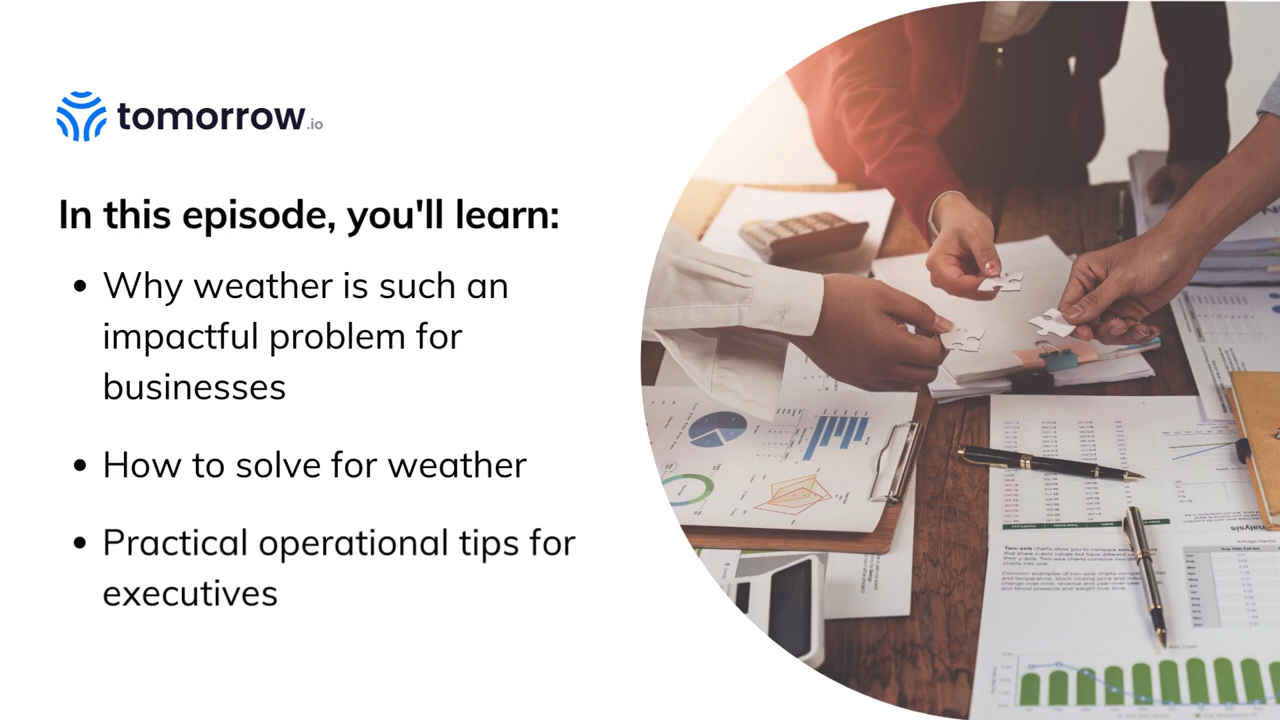 tomorrow.io
In this episode, you'll learn:
• Why weather is such an
impactful problem for
businesses
• How to solve for weather
• Practical operational tips for
executives